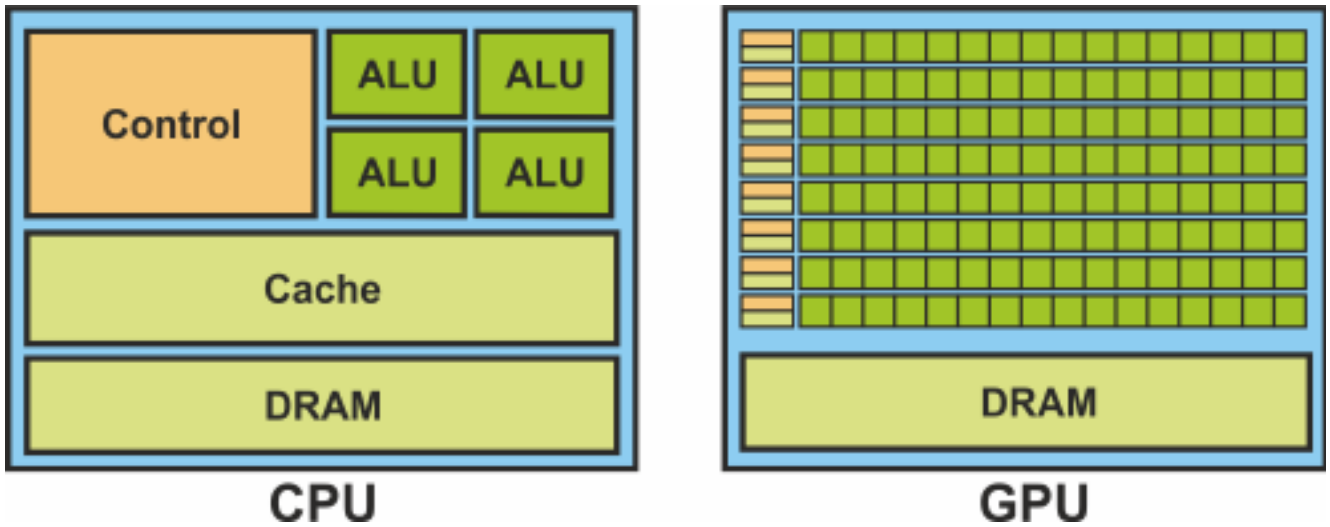 Control
ALU ALU
ALU ALU
Cache
DRAM
CPU
DRAM
GPU